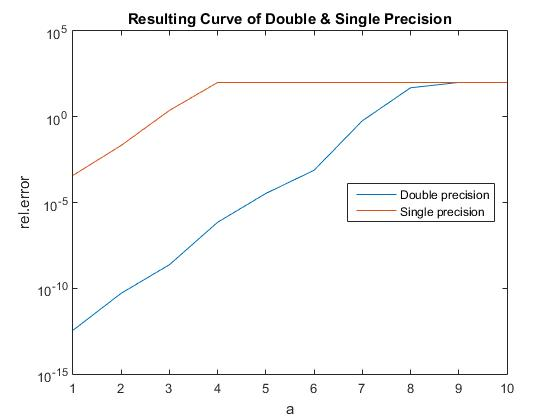 Resulting Curve of Double & Single Precision
10^5
10^0
10^-5
10^-10
10^-15
rel.error
Double precision
Single precision
1 2 3 4 5 6 7 8 9 10
a